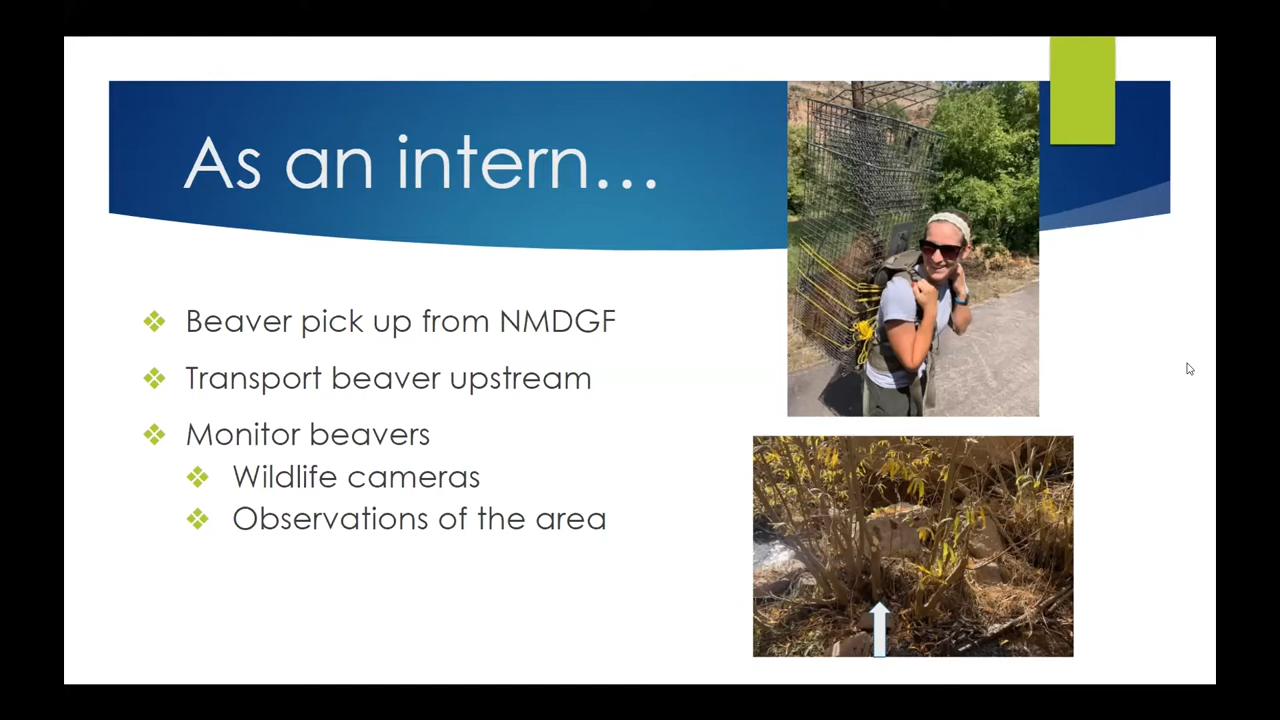 As an intern...
Beaver pick up from NMDGF
Transport beaver upstream
Monitor beavers
Wildlife cameras
Observations of the area